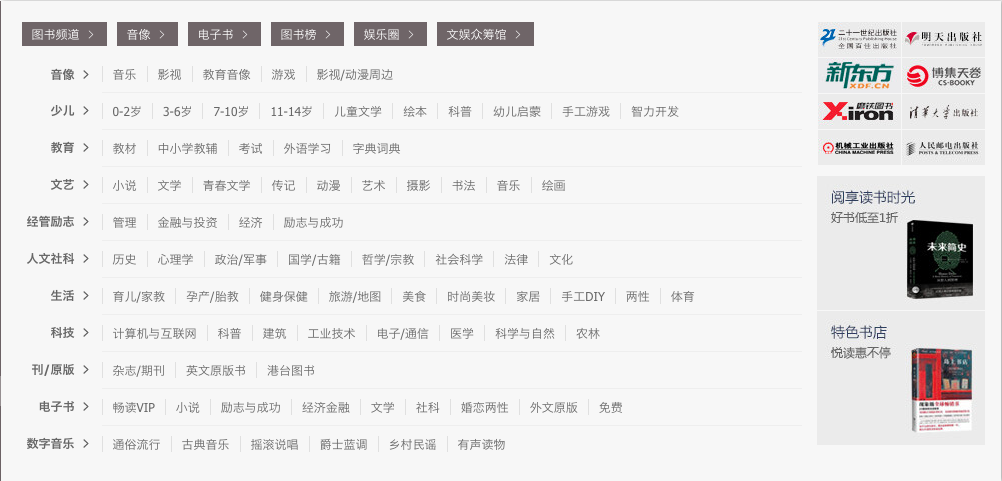 图书频道 > 音像 > 电子书 > 图书榜 > 娱乐圈 > 文娱众筹馆 >
音像 > 音乐 影视 教育音像 游戏 影视/动漫周边
少儿 > 0-2岁 3-6岁 7-10岁 11-14岁 儿童文学 绘本 科普 幼儿启蒙 手工游戏 智力开发
教育 > 教材 中小学教辅 考试 外语学习 字典词典
文艺 > 小说 文学 青春文学 传记 动漫 艺术 摄影 书法 音乐 绘画
经管励志 > 管理 金融与投资 经济 励志与成功
人文社科 > 历史 心理学 政治/军事 国学/古籍 哲学/宗教 社会科学 法律 文化
生活 > 育儿/家教 孕产/胎教 健身保健 旅游/地图 美食 时尚美妆 家居 手工DIY 两性 体育
科技 > 计算机与互联网 科普 建筑 工业技术 电子/通信 医学 科学与自然 农林
刊/原版 > 杂志/期刊 英文原版书 港台图书
电子书 > 畅读VIP 小说 励志与成功 经济金融 文学 社科 婚恋两性 外文原版 免费
数字音乐 > 通俗流行 古典音乐 摇滚说唱 爵士蓝调 乡村民谣 有声读物
二十一世纪出版社
21st Century Publishing House
全国百佳出版社
明天出版社
新东方
XDF.CN
博集天卷
CS-BOOKY
磨铁图书
X·iron
清华大学出版社
机械工业出版社
CHINA MACHINE PRESS
人民邮电出版社
POSTS & TELECOM PRESS
阅享读书时光
好书低至1折
未来简史
特色书店
悦读惠不停
岛上书店